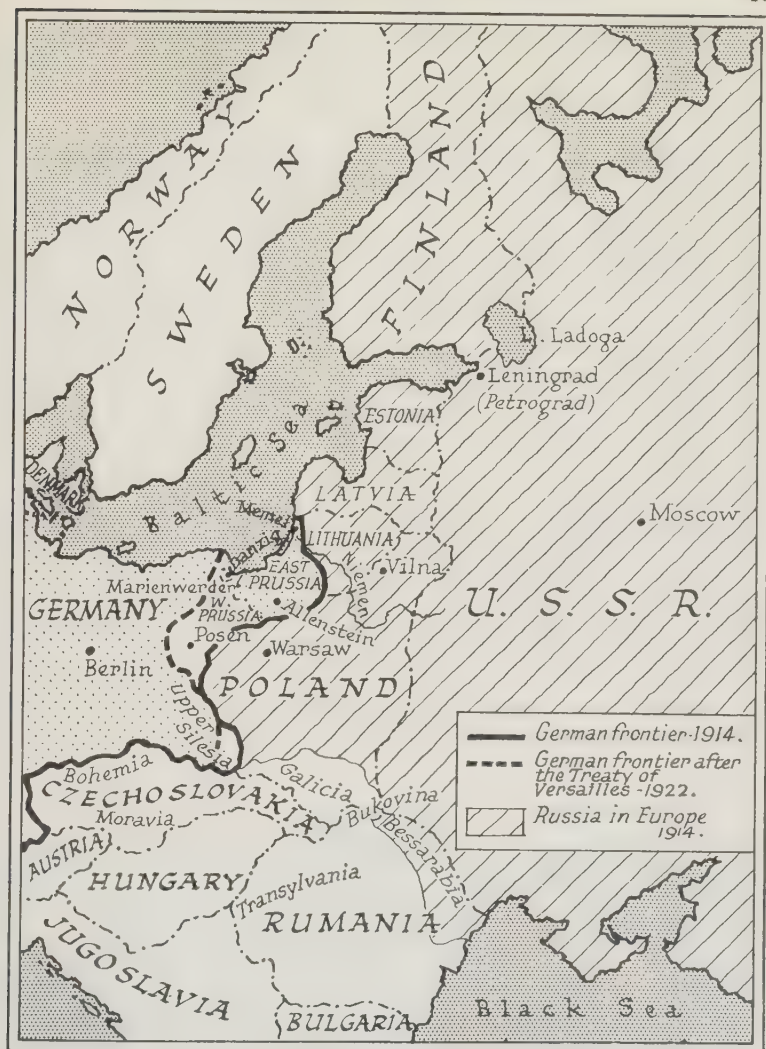 NORWAY
SWEDEN
FINLAND
L. Ladoga
Leningrad
(Petrograd)
ESTONIA
Baltic Sea
DENMARK
LATVIA
Moscow
Memel
LITHUANIA
Danzig
Niemen
Vilna
EAST
PRUSSIA
Marienwerder
W.
PRUSSIA
Allenstein
GERMANY
U. S. S. R.
Posen
Warsaw
Berlin
POLAND
Upper
Silesia
German frontier-1914.
German frontier after
the Treaty of
Versailles-1922.
Russia in Europe
1914.
Bohemia
Galicia
CZECHOSLOVAKIA
Bukovina
Moravia
Bessarabia
AUSTRIA
HUNGARY
Transylvania
RUMANIA
JUGOSLAVIA
Black Sea
BULGARIA